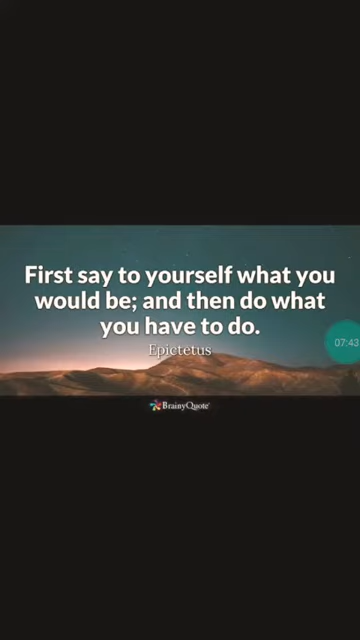 First say to yourself what you
would be; and then do what
you have to do.
Epictetus
07:43
BrainyQuote